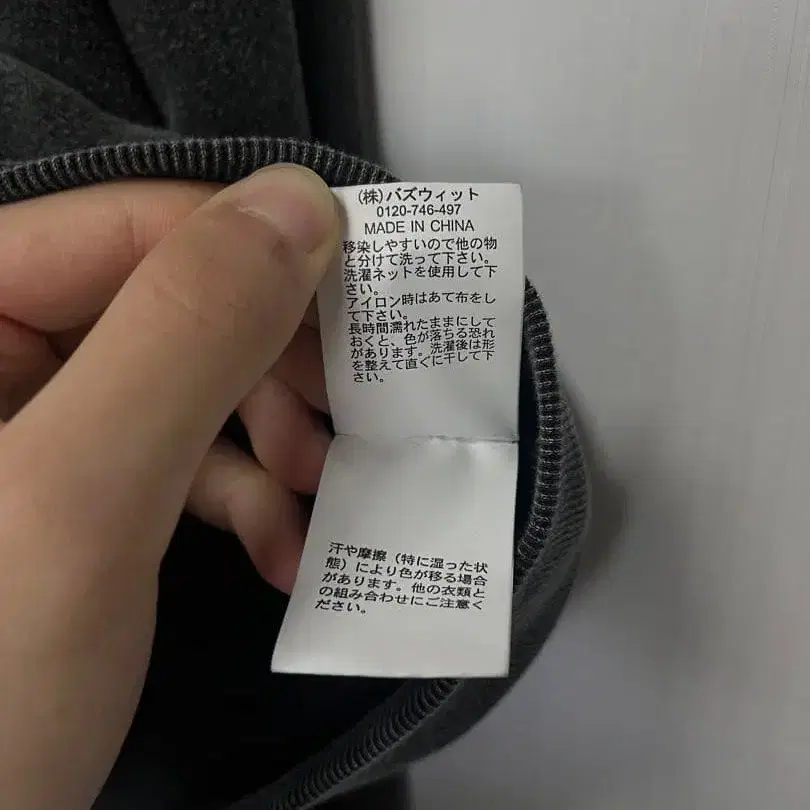 (株)バズウィット
0120-746-497
MADE IN CHINA
移染しやすいので他の物
と分けて洗って下さい。
洗濯ネットを使用して下
さい。
アイロン時はあて布をし
て下さい。
長時間濡れたままにして
おくと、色が落ちる恐れ
があります。洗濯後は形
を整えて直ぐに干して下
さい。
汗や摩擦（特に湿った状
態）により色が移る場合
があります。他の衣類と
の組み合わせにご注意く
ださい。